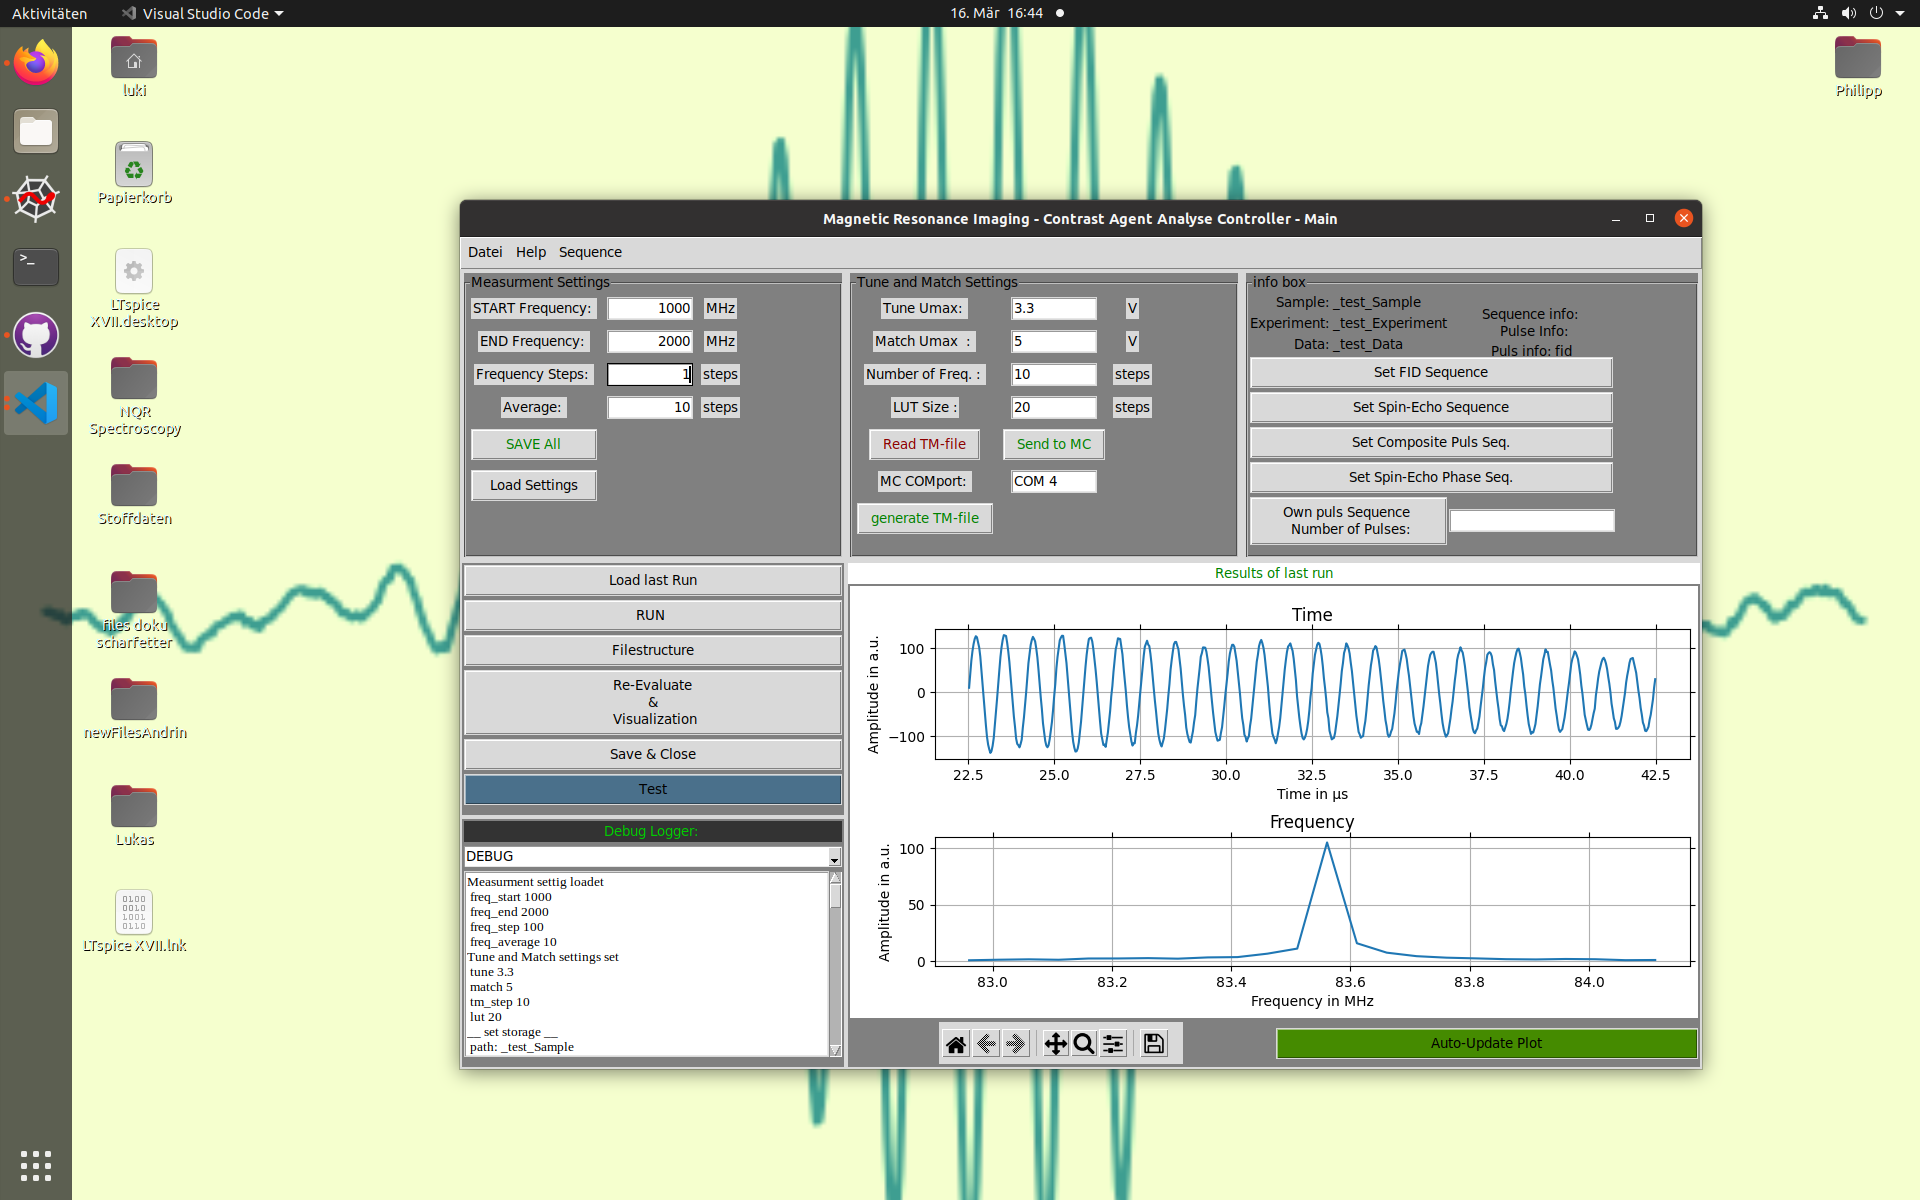 Aktivitäten
Visual Studio Code
16. Mär 16:44
luki
Papierkorb
LTspice
XVII.desktop
NQR
Spectroscopy
Stoffdaten
files doku
scharfetter
newFilesAndrin
Lukas
0100
0010
1001
0110
LTspice XVII.lnk
Philipp
>_
Magnetic Resonance Imaging - Contrast Agent Analyse Controller - Main
Datei Help Sequence
Measurment Settings
START Frequency: 1000 MHz
END Frequency: 2000 MHz
Frequency Steps: 1 steps
Average: 10 steps
SAVE All
Load Settings
Tune and Match Settings
Tune Umax: 3.3 V
Match Umax : 5 V
Number of Freq. : 10 steps
LUT Size : 20 steps
Read TM-file Send to MC
MC COMport: COM 4
generate TM-file
info box
Sample: _test_Sample
Experiment: _test_Experiment
Data: _test_Data
Sequence info:
Pulse Info:
Puls info: fid
Set FID Sequence
Set Spin-Echo Sequence
Set Composite Puls Seq.
Set Spin-Echo Phase Seq.
Own puls Sequence
Number of Pulses:
Load last Run
RUN
Filestructure
Re-Evaluate
&
Visualization
Save & Close
Test
Debug Logger:
DEBUG
Measurment settig loadet
freq_start 1000
freq_end 2000
freq_step 100
freq_average 10
Tune and Match settings set
tune 3.3
match 5
tm_step 10
lut 20
__ set storage __
path: _test_Sample
Results of last run
Time
Amplitude in a.u.
100
0
−100
22.5 25.0 27.5 30.0 32.5 35.0 37.5 40.0 42.5
Time in µs
Frequency
Amplitude in a.u.
100
50
0
83.0 83.2 83.4 83.6 83.8 84.0
Frequency in MHz
Auto-Update Plot